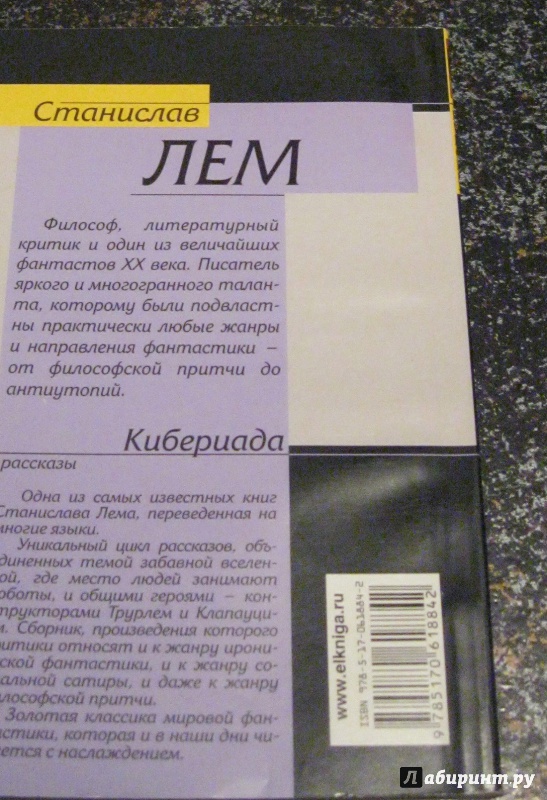 Станислав
ЛЕМ
Философ, литературный
критик и один из величайших
фантастов XX века. Писатель
яркого и многогранного талан-
та, которому были подвласт-
ны практически любые жанры
и направления фантастики –
от философской притчи до
антиутопий.
Кибериада
рассказы
Одна из самых известных книг
Станислава Лема, переведенная на
многие языки.
Уникальный цикл рассказов, объ-
единенных темой забавной вселен-
ной, где место людей занимают
роботы, и общими героями – кон-
структорами Трурлем и Клапауци-
ем. Сборник, произведения которого
критики относят и к жанру ирони-
ческой фантастики, и к жанру со-
циальной сатиры, и даже к жанру
философской притчи.
Золотая классика мировой фан-
тастики, которая и в наши дни чи-
тается с наслаждением.
www.elkniga.ru
ISBN 978-5-17-061884-2
9 785170 618842
Лабиринт.ру